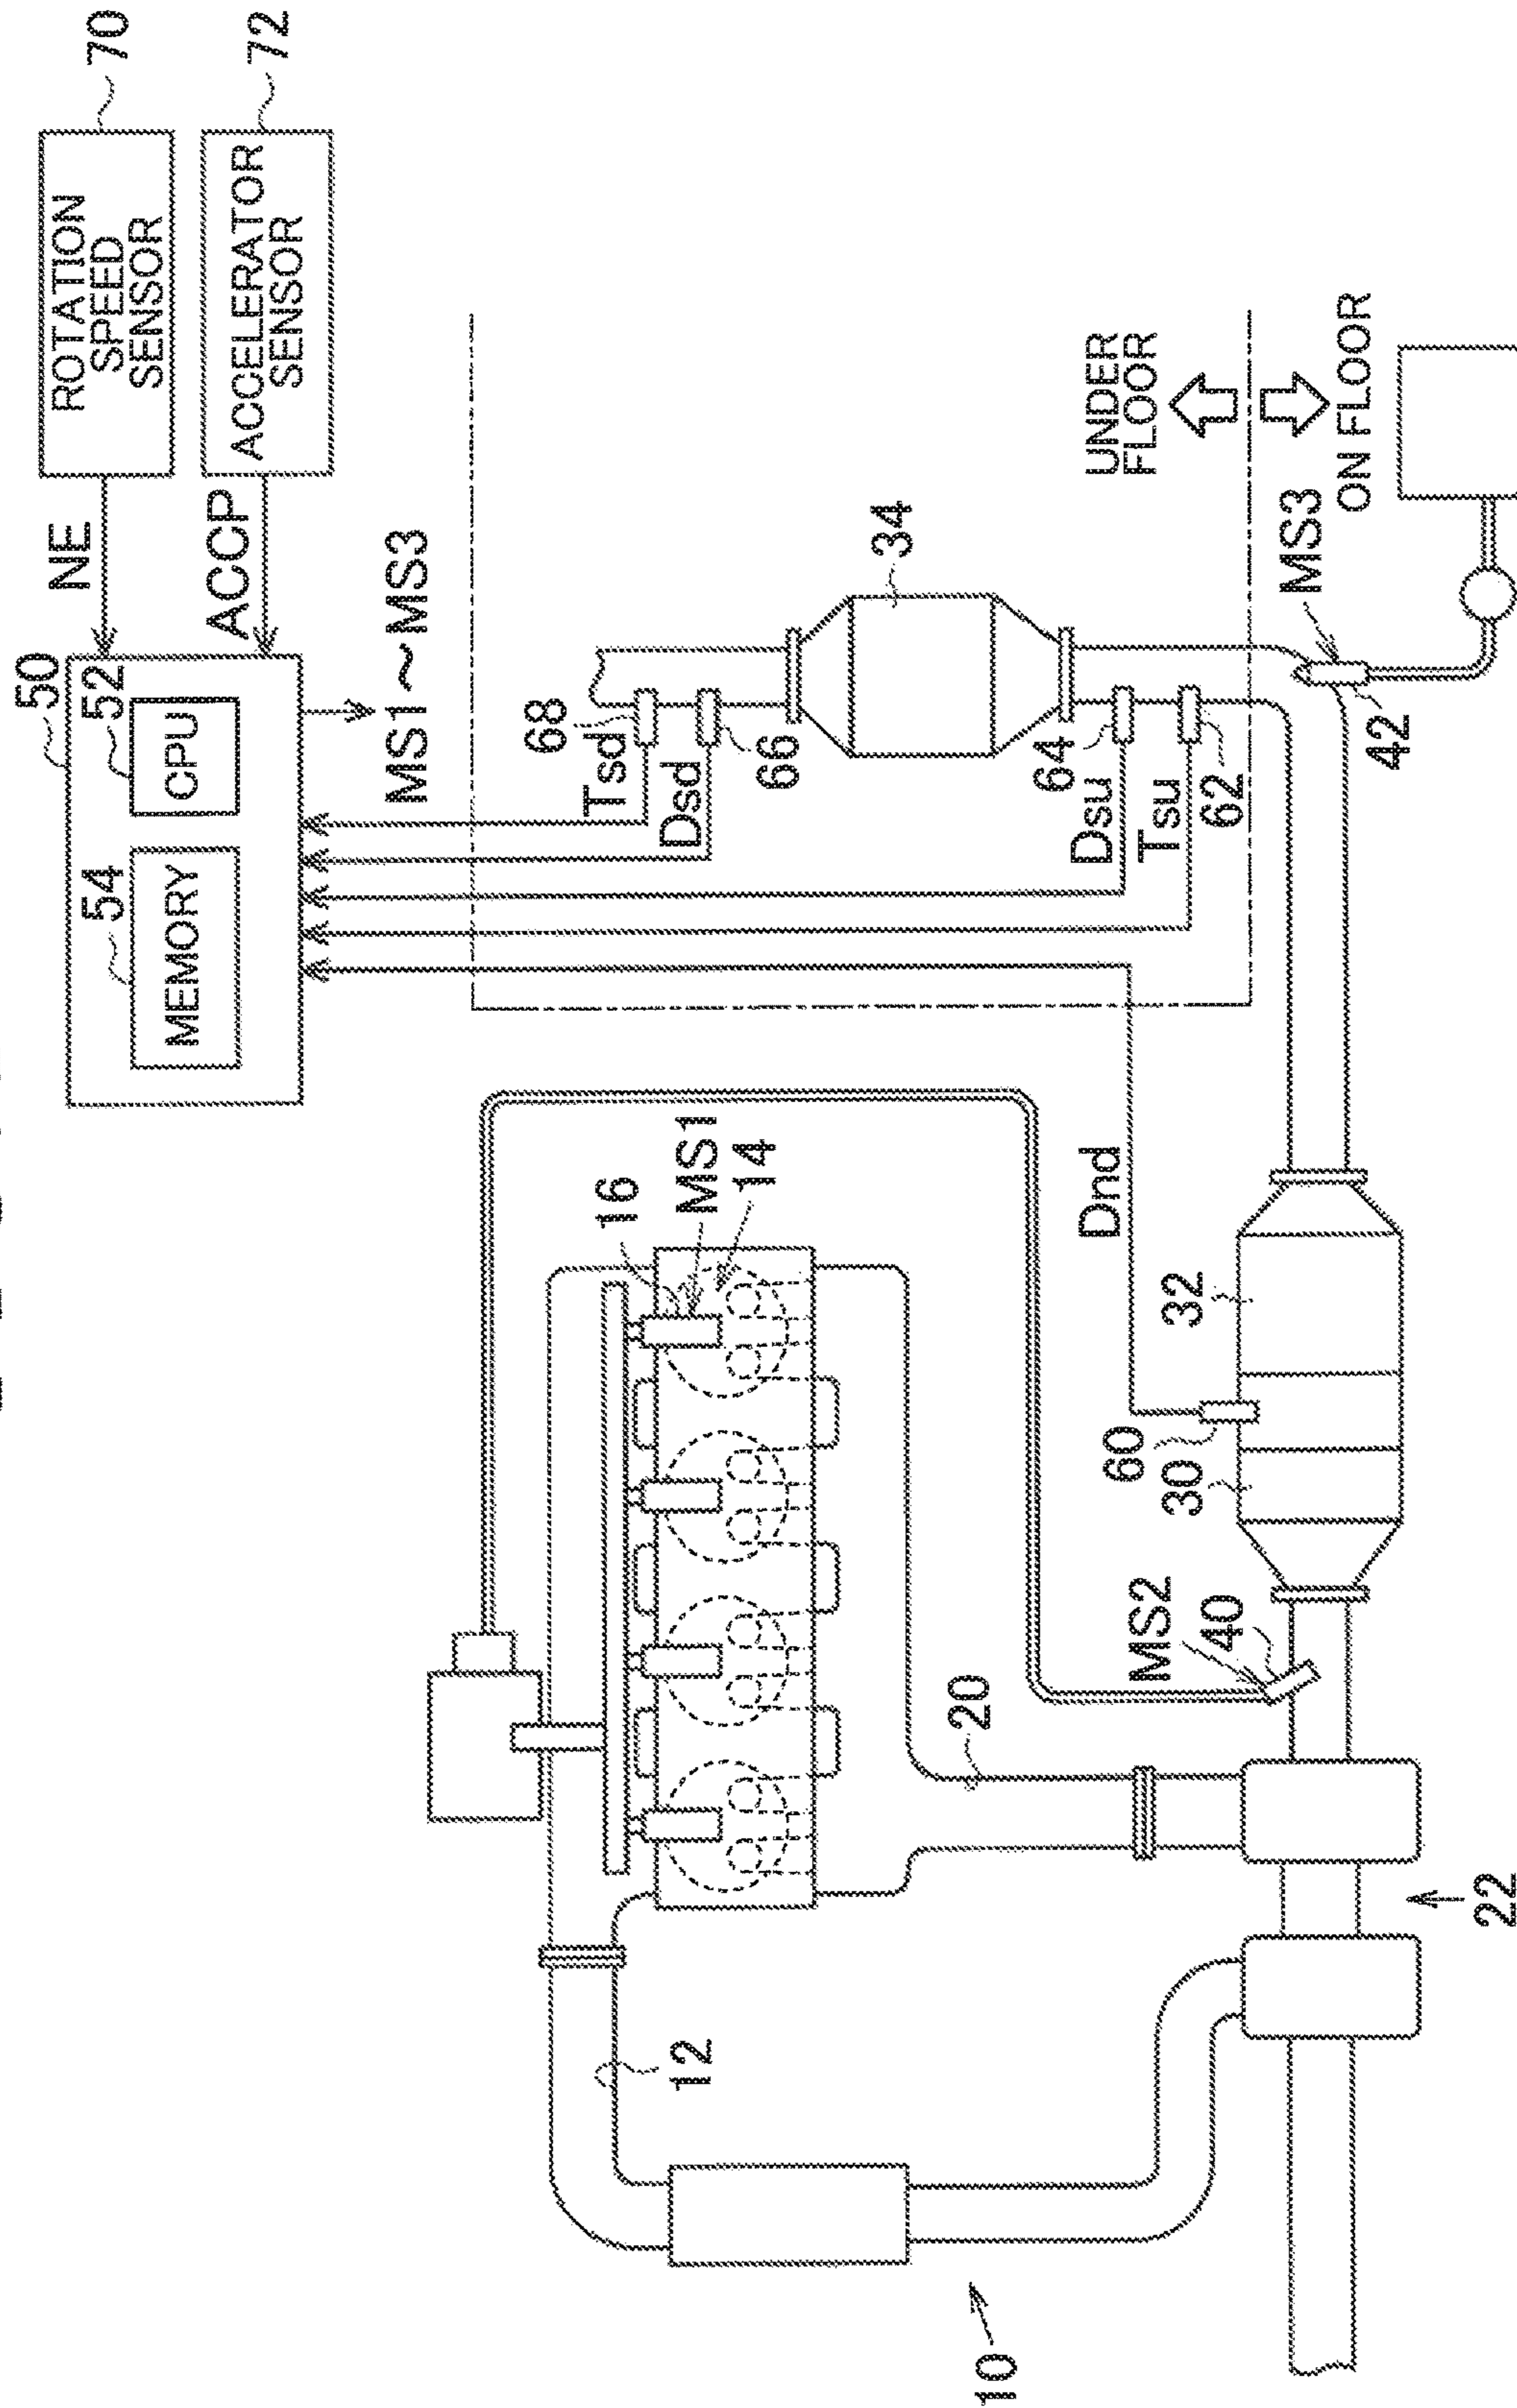 70
ROTATION
SPEED
SENSOR
72
ACCELERATOR
SENSOR
NE
ACCP
50
52
CPU
54
MEMORY
MS1~MS3
68
Tsd
Dsd
66
34
64
Dsu
Tsu
62
UNDER
FLOOR
ON FLOOR
MS3
42
16
MS1
14
Dnd
32
60
30
MS2
40
20
22
12
10